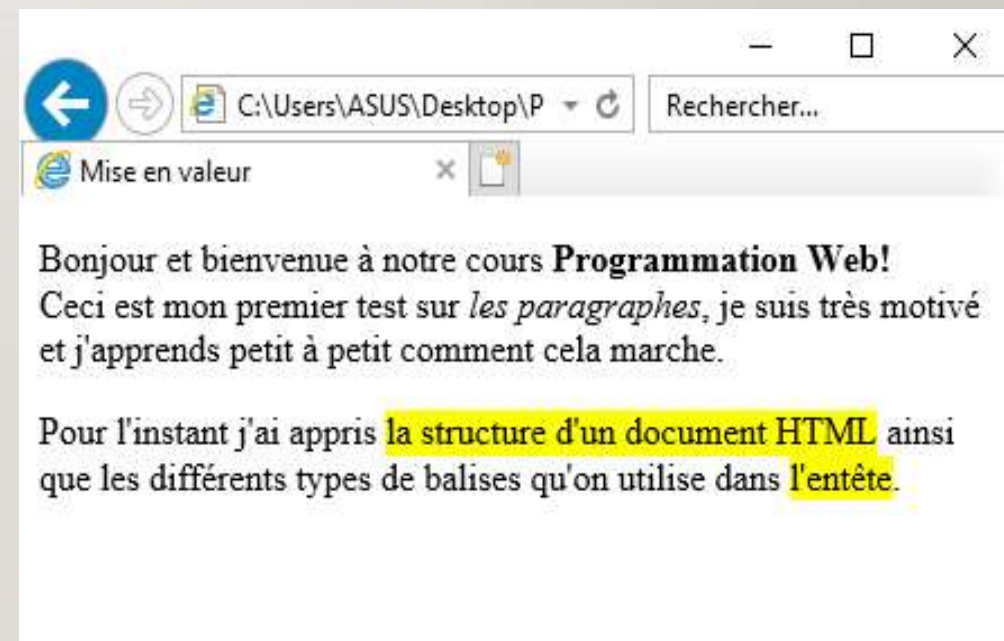 C:\Users\ASUS\Desktop\P
Rechercher...
Mise en valeur
Bonjour et bienvenue à notre cours Programmation Web!
Ceci est mon premier test sur les paragraphes, je suis très motivé
et j'apprends petit à petit comment cela marche.
Pour l'instant j'ai appris la structure d'un document HTML ainsi
que les différents types de balises qu'on utilise dans l'entête.